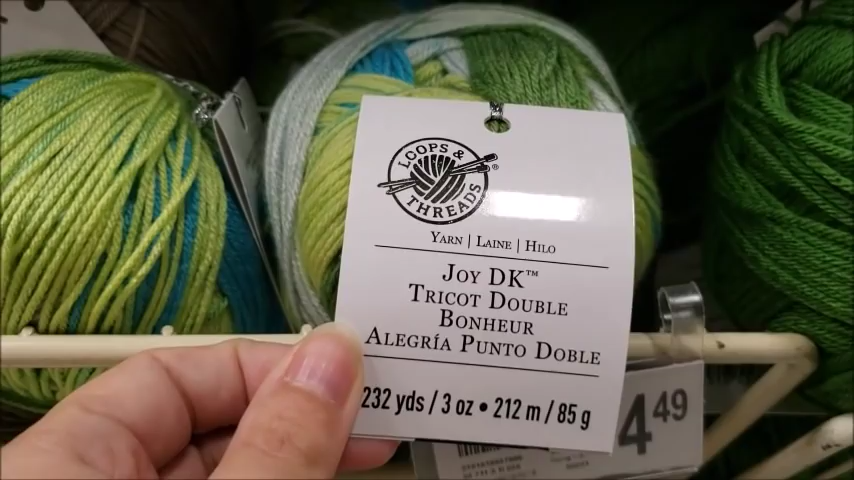 LOOPS &
THREADS®
YARN | LAINE | HILO
JOY DK™
TRICOT DOUBLE
BONHEUR
ALEGRÍA PUNTO DOBLE
232 yds / 3 oz • 212 m / 85 g
4 49